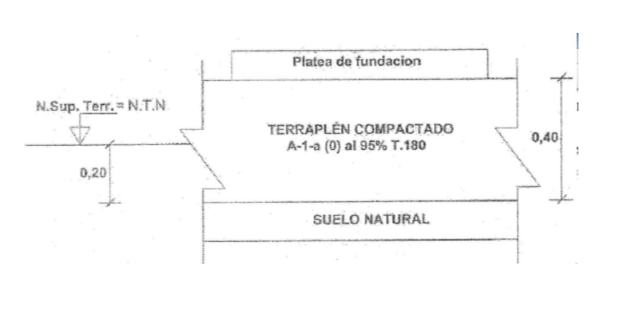 Platea de fundacion
N.Sup. Terr. = N.T.N
TERRAPLÉN COMPACTADO
A-1-a (0) al 95% T.180
0,40
0,20
SUELO NATURAL